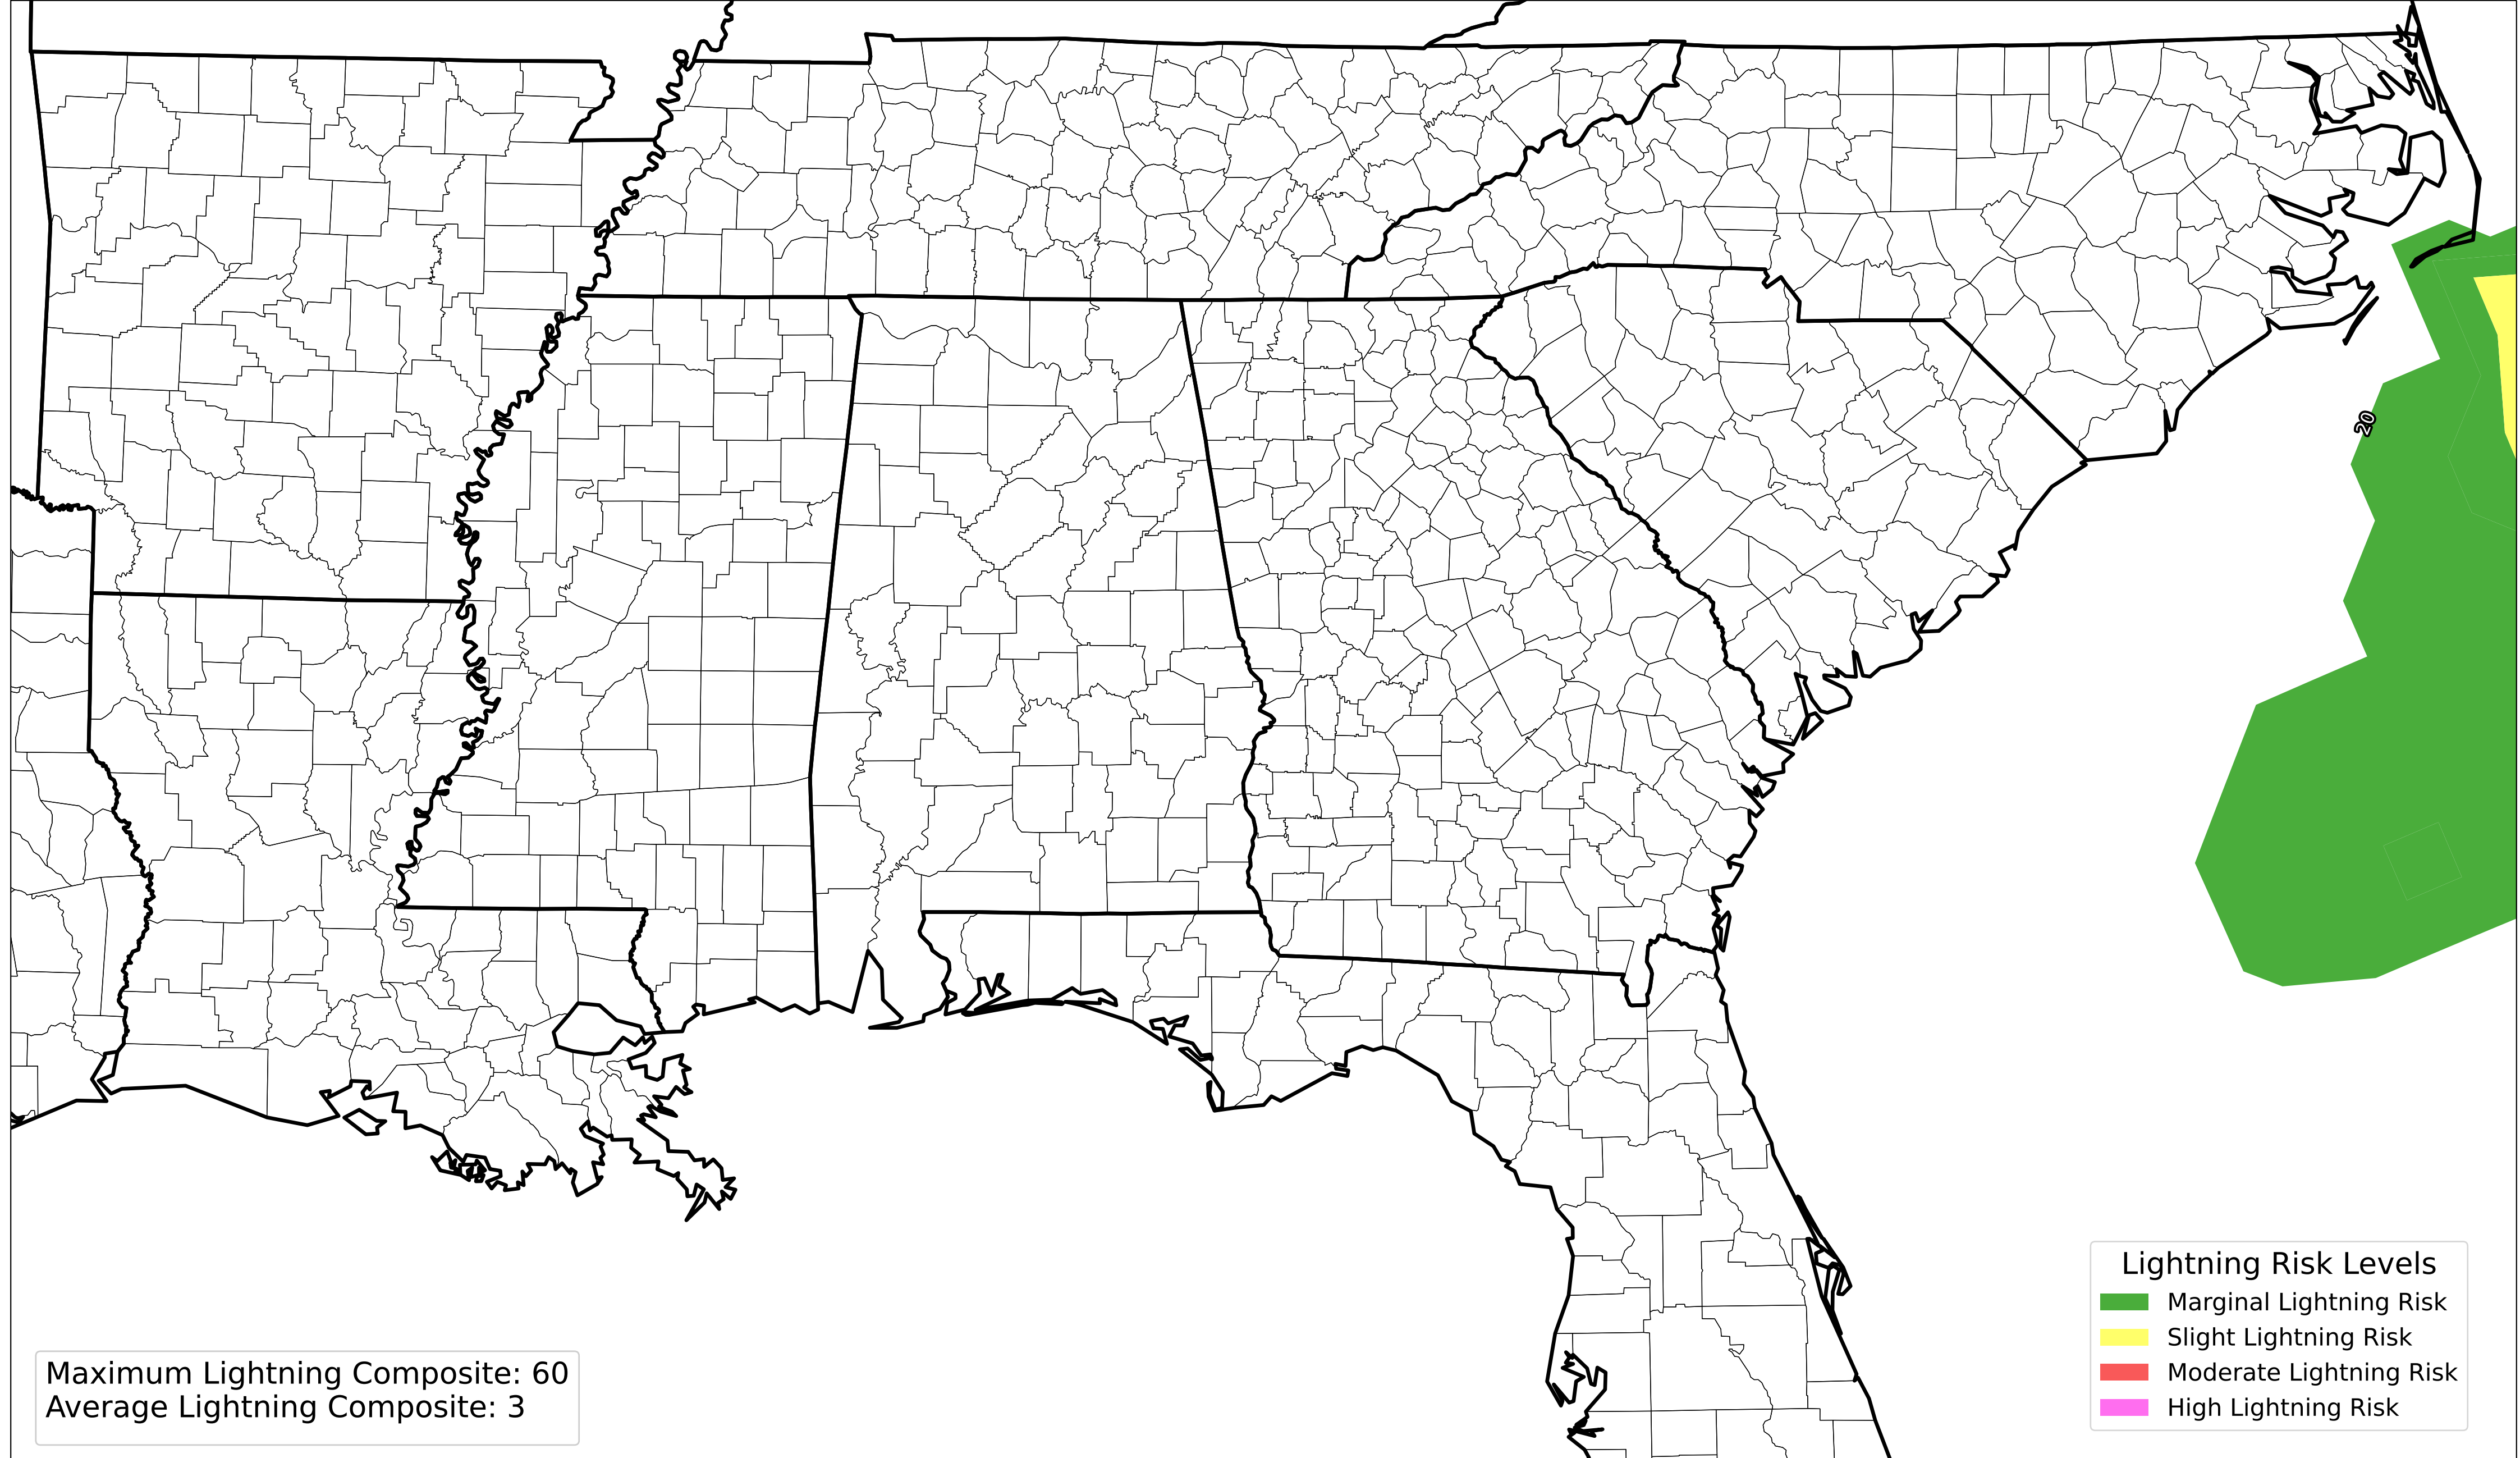 20
Lightning Risk Levels
Marginal Lightning Risk
Slight Lightning Risk
Moderate Lightning Risk
High Lightning Risk
Maximum Lightning Composite: 60
Average Lightning Composite: 3